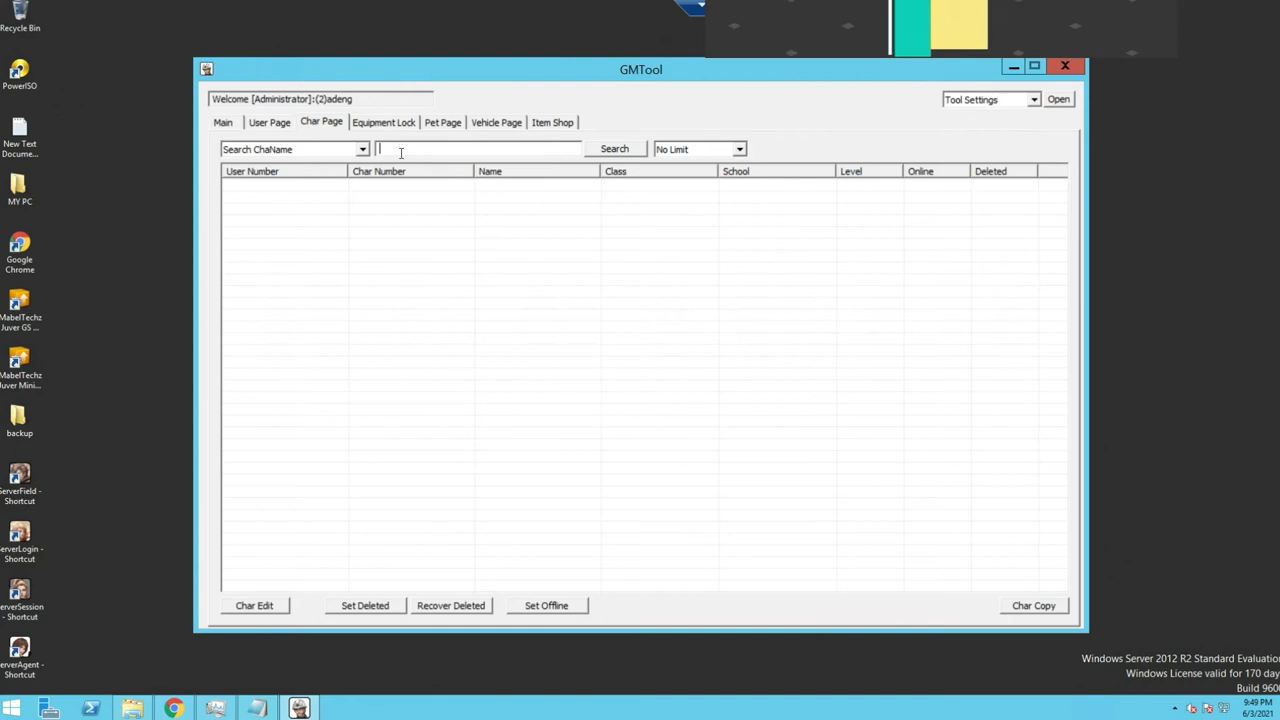 Recycle Bin
PowerISO
New Text
Docume...
MY PC
Google
Chrome
MabelTechz
Juver GS ...
MabelTechz
Juver Mini...
backup
ServerField -
Shortcut
ServerLogin -
Shortcut
ServerSession
- Shortcut
ServerAgent -
Shortcut
GMTool
Welcome [Administrator]:(2)adeng
Tool Settings Open
Main User Page Char Page Equipment Lock Pet Page Vehicle Page Item Shop
Search ChaName Search No Limit
User Number Char Number Name Class School Level Online Deleted
Char Edit Set Deleted Recover Deleted Set Offline Char Copy
Windows Server 2012 R2 Standard Evaluation
Windows License valid for 170 day
Build 960
9:49 PM
6/3/2021